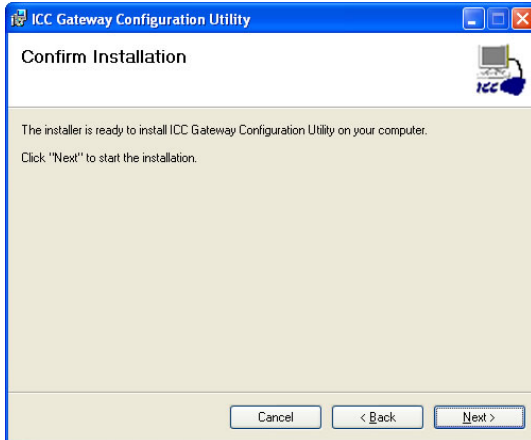 ICC Gateway Configuration Utility
Confirm Installation
ICC
The installer is ready to install ICC Gateway Configuration Utility on your computer.
Click "Next" to start the installation.
Cancel
< Back
Next >